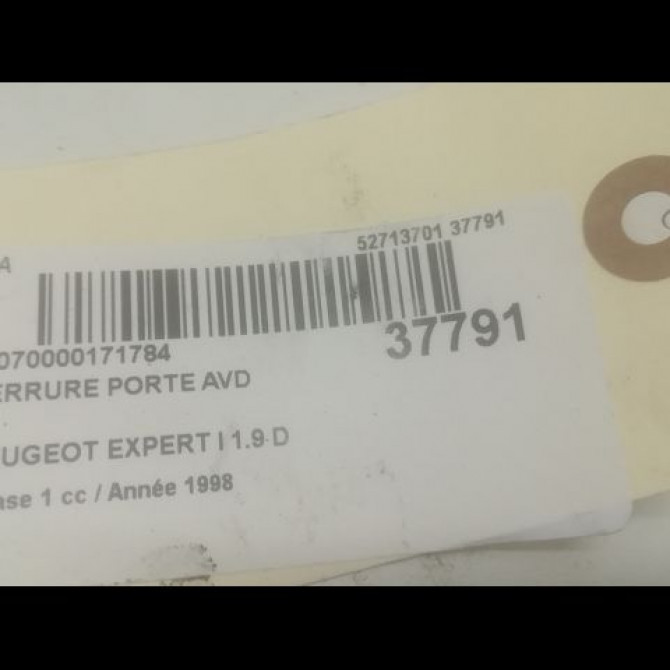 A
52713701 37791
070000171784
37791
ERRURE PORTE AVD
UGEOT EXPERT I 1.9 D
ase 1 cc / Année 1998